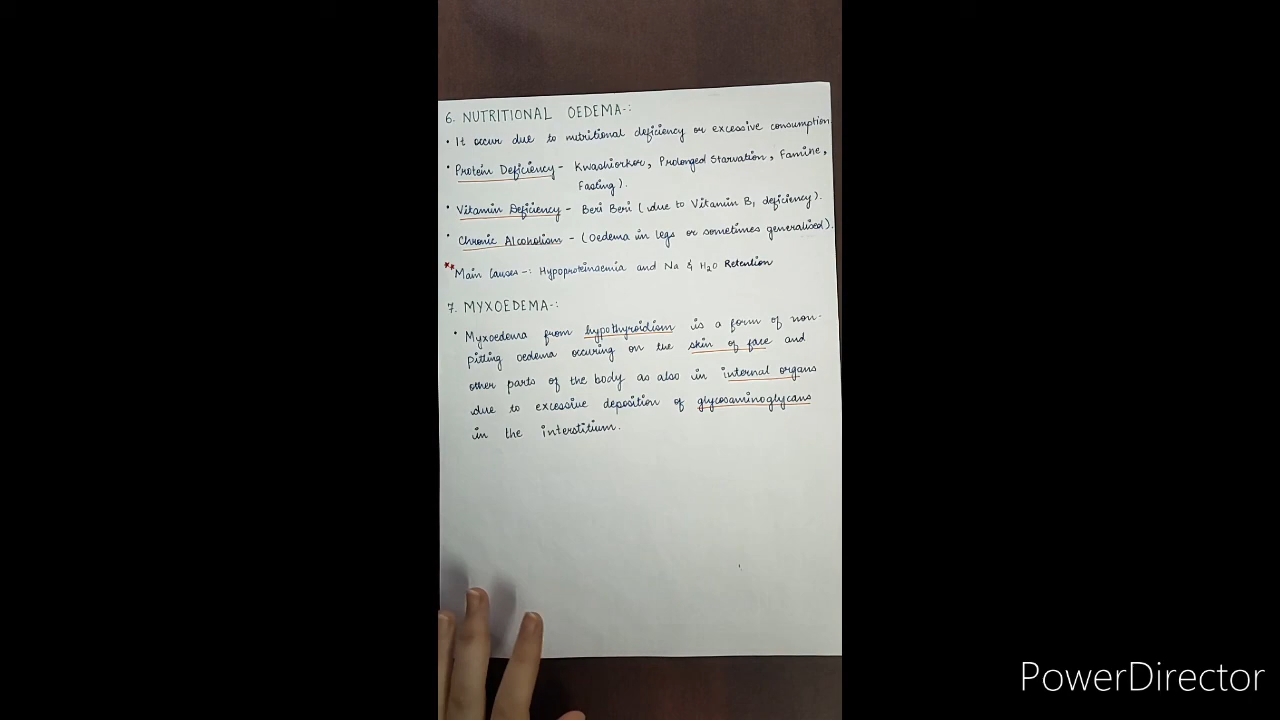 6. NUTRITIONAL OEDEMA-:
• It occur due to nutritional deficiency or excessive consumption.
• Protein Deficiency - Kwashiorkor, Prolonged Starvation, Famine,
Fasting).
• Vitamin Deficiency - Beri Beri (due to Vitamin B₁ deficiency).
• Chronic Alcoholism - (Oedema in legs or sometimes generalised).
**Main Causes-: Hypoproteinaemia and Na & H₂O Retention
7. MYXOEDEMA-:
• Myxoedema from hypothyroidism is a form of non-
pitting oedema occuring on the skin of face and
other parts of the body as also in internal organs
due to excessive deposition of glycosaminoglycans
in the interstitium.
PowerDirector